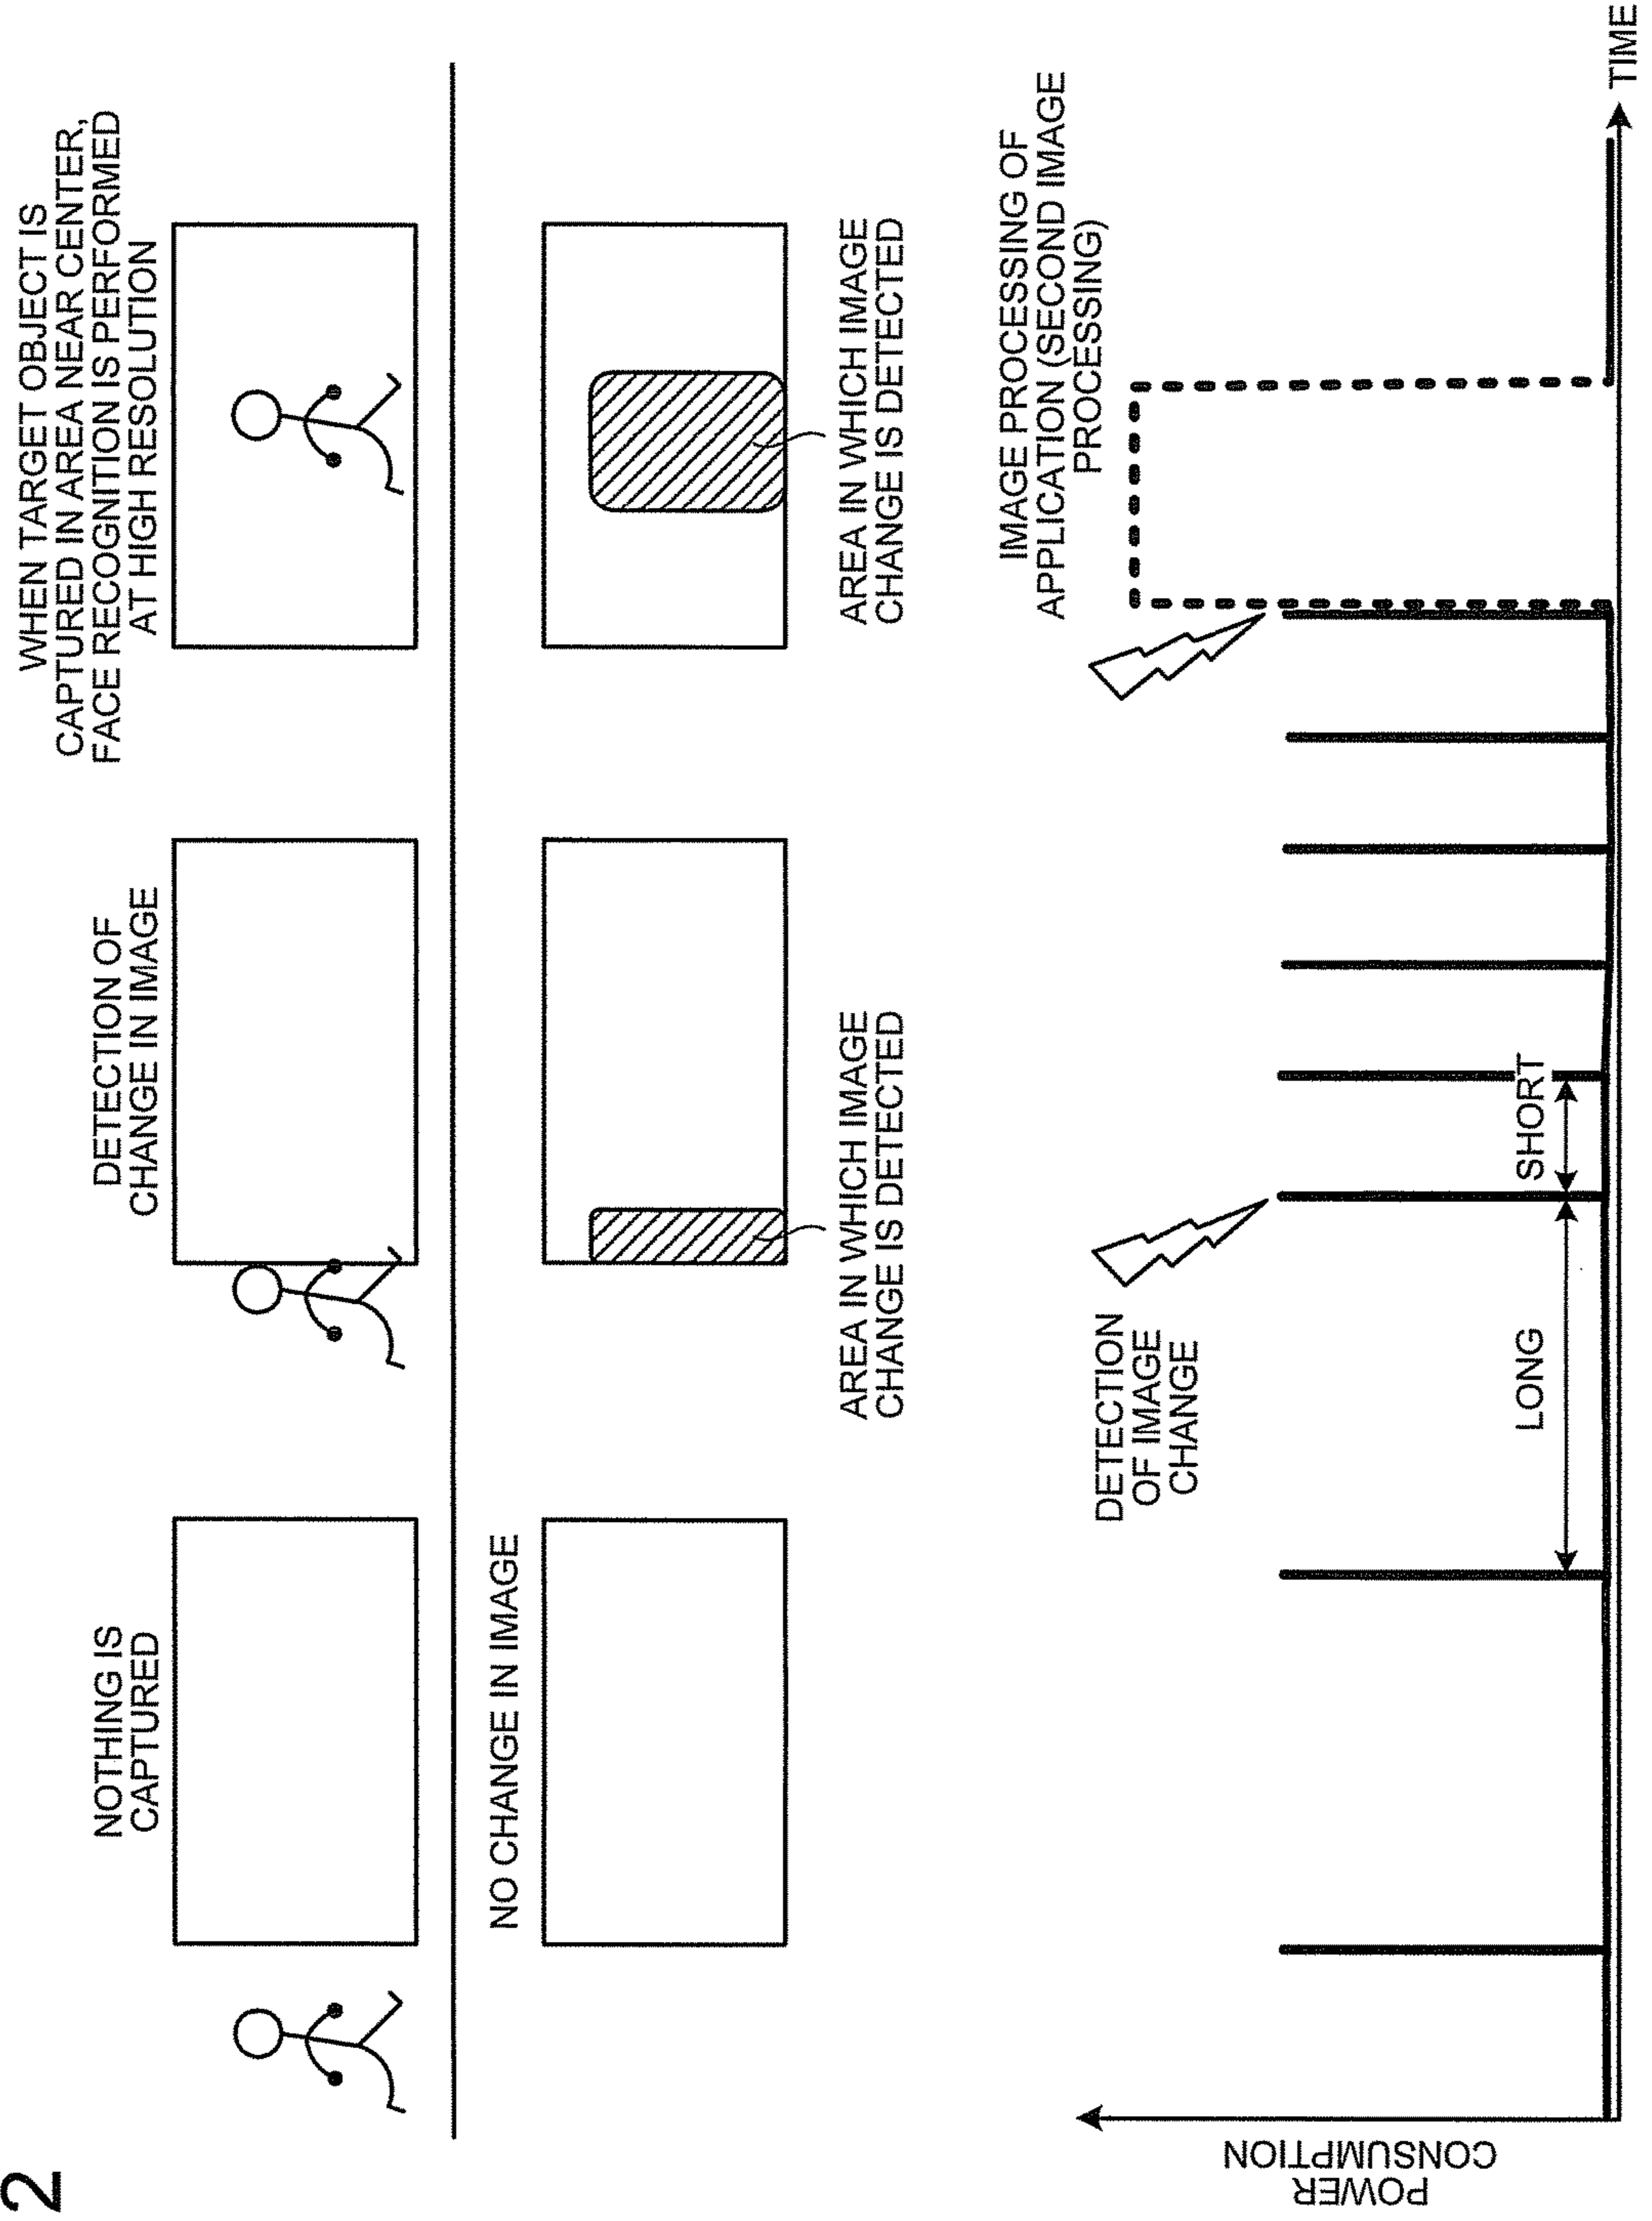 2
NOTHING IS
CAPTURED
DETECTION OF
CHANGE IN IMAGE
WHEN TARGET OBJECT IS
CAPTURED IN AREA NEAR CENTER,
FACE RECOGNITION IS PERFORMED
AT HIGH RESOLUTION
NO CHANGE IN IMAGE
AREA IN WHICH IMAGE
CHANGE IS DETECTED
AREA IN WHICH IMAGE
CHANGE IS DETECTED
DETECTION
OF IMAGE
CHANGE
IMAGE PROCESSING OF
APPLICATION (SECOND IMAGE
PROCESSING)
LONG
SHORT
POWER
CONSUMPTION
TIME